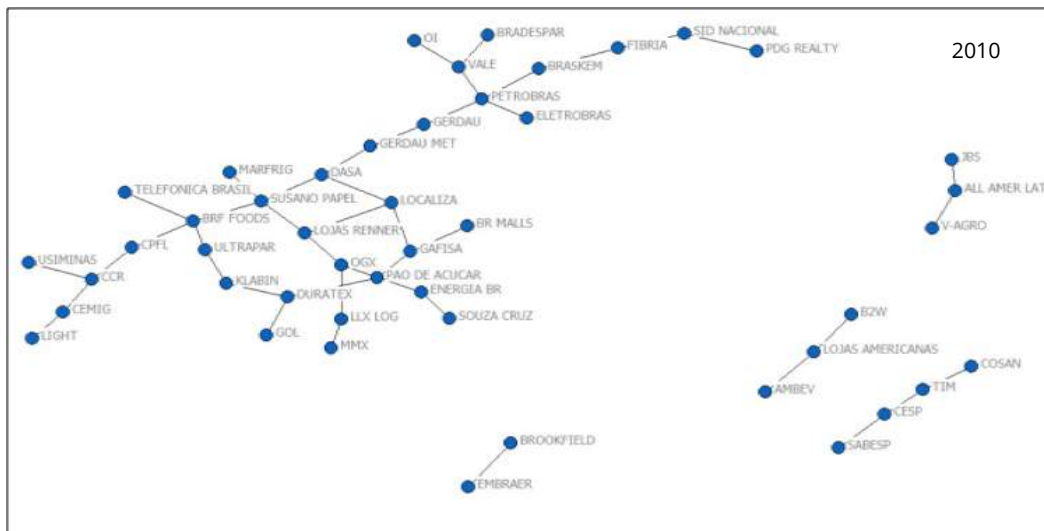 SID NACIONAL
OI
BRADESPAR
FIBRIA
PDG REALTY
2010
VALE
BRASKEM
PETROBRAS
ELETROBRAS
GERDAU
GERDAU MET
JBS
MARFRIG
DASA
TELEFONICA BRASIL
SUSANO PAPEL
LOCALIZA
ALL AMER LAT
BRF FOODS
BR MALLS
V-AGRO
LOJAS RENNER
CPFL
ULTRAPAR
GAFISA
USIMINAS
OGX
CCR
PAO DE ACUCAR
KLABIN
ENERGIA BR
DURATEX
CEMIG
LLX LOG
SOUZA CRUZ
B2W
LIGHT
GOL
MMX
LOJAS AMERICANAS
COSAN
AMBEV
TIM
CESP
BROOKFIELD
SABESP
EMBRAER